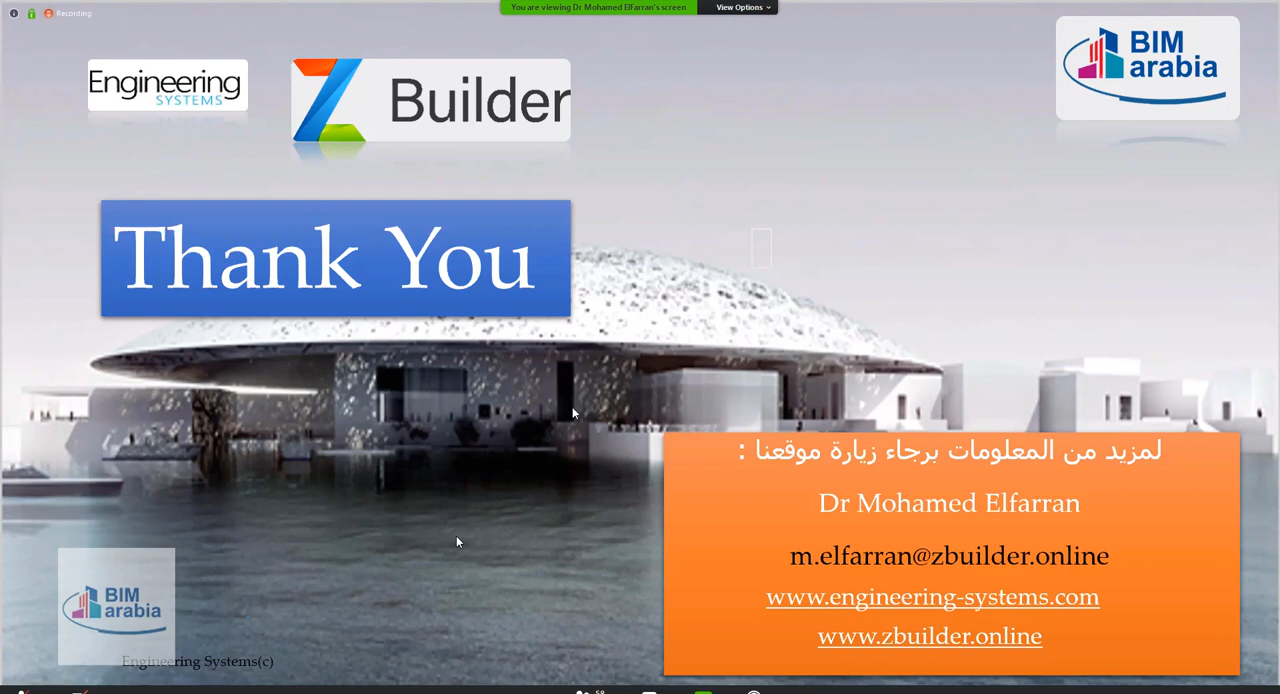 Recording
You are viewing Dr Mohamed ElFarran's screen
View Options
Engineering
SYSTEMS
Z Builder
BIM
arabia
Thank You
لمزيد من المعلومات برجاء زيارة موقعنا :
Dr Mohamed Elfarran
m.elfarran@zbuilder.online
www.engineering-systems.com
www.zbuilder.online
BIM
arabia
Engineering Systems(c)